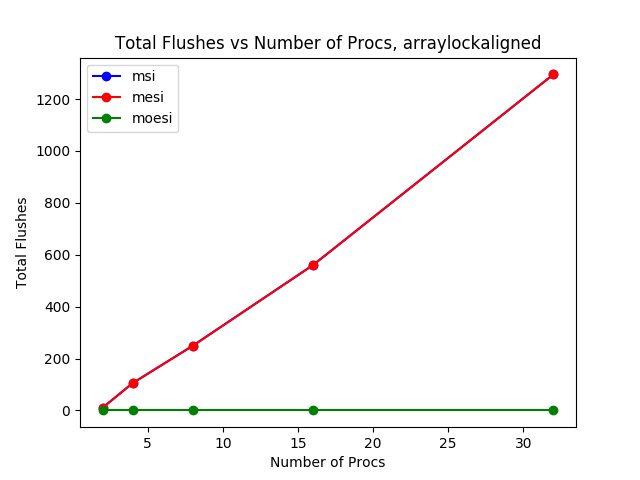 Total Flushes vs Number of Procs, arraylockaligned
msi
mesi
moesi
Total Flushes
1200
1000
800
600
400
200
0
5
10
15
20
25
30
Number of Procs